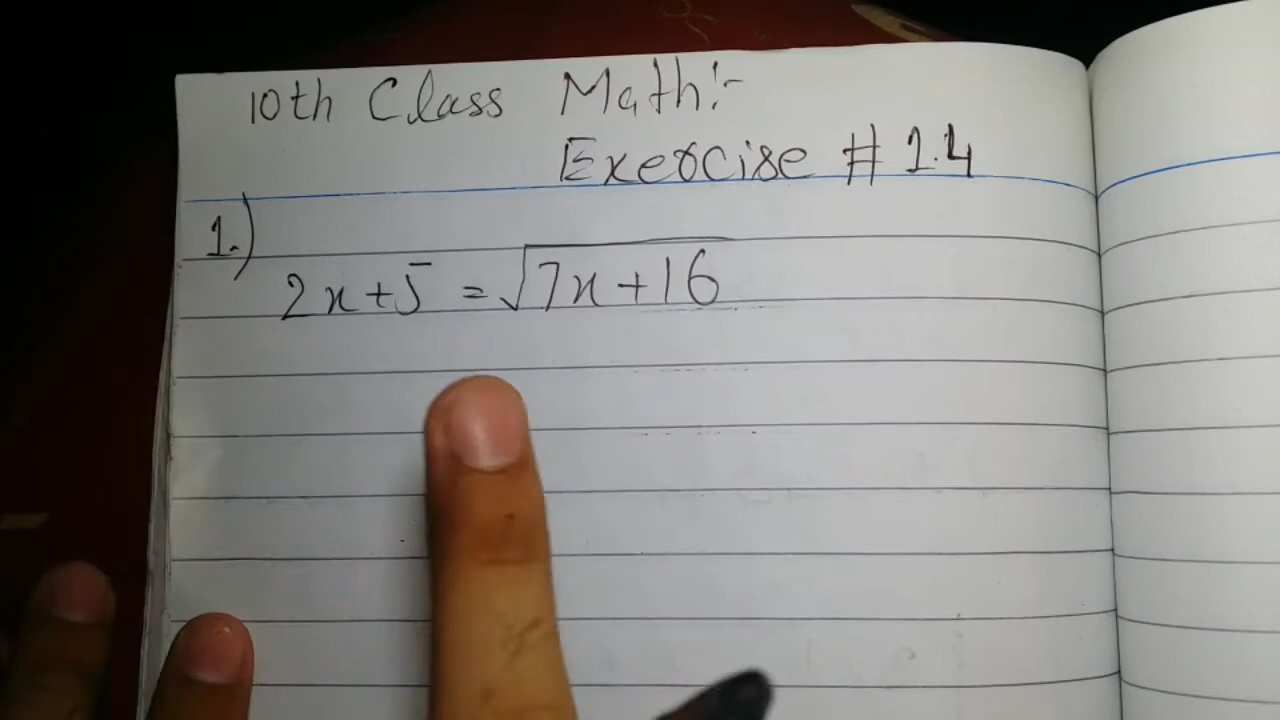 10th Class Math:-
Exercise # 1.4
1.)
2x+5 = √7x+16